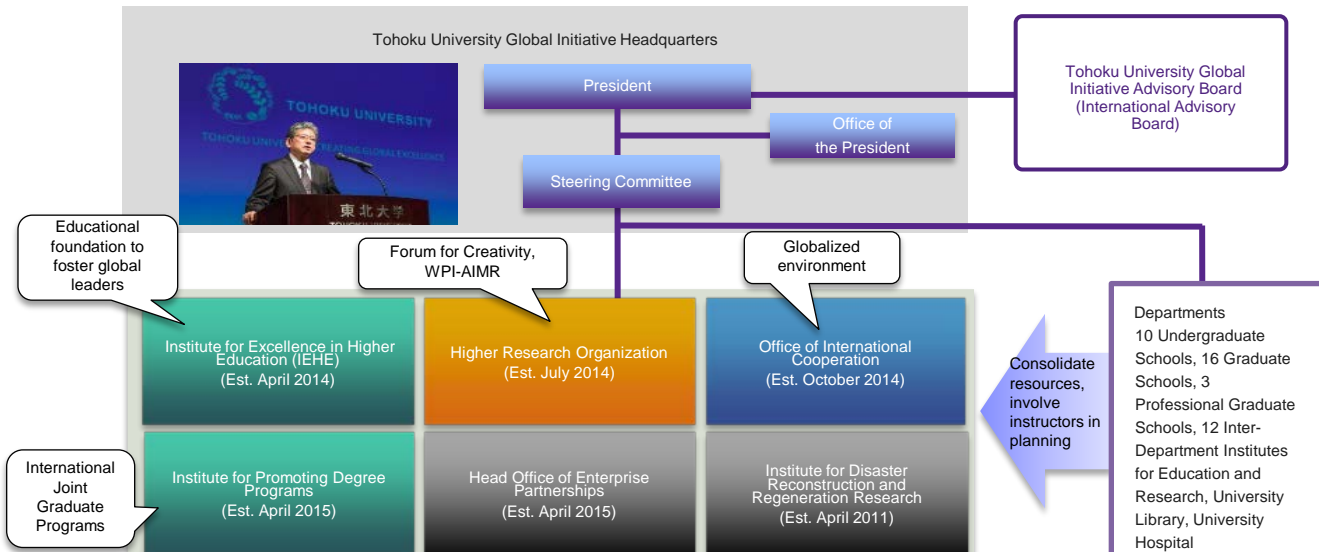 Tohoku University Global Initiative Headquarters
TOHOKU UNIVERSITY
TOHOKU UNIVERSITY CREATING GLOBAL EXCELLENCE
東北大学
President
Office of
the President
Steering Committee
Tohoku University Global
Initiative Advisory Board
(International Advisory
Board)
Educational
foundation to
foster global
leaders
Forum for Creativity,
WPI-AIMR
Globalized
environment
Institute for Excellence in Higher
Education (IEHE)
(Est. April 2014)
Higher Research Organization
(Est. July 2014)
Office of International
Cooperation
(Est. October 2014)
Consolidate
resources,
involve
instructors in
planning
Departments
10 Undergraduate
Schools, 16 Graduate
Schools, 3
Professional Graduate
Schools, 12 Inter-
Department Institutes
for Education and
Research, University
Library, University
Hospital
International
Joint
Graduate
Programs
Institute for Promoting Degree
Programs
(Est. April 2015)
Head Office of Enterprise
Partnerships
(Est. April 2015)
Institute for Disaster
Reconstruction and
Regeneration Research
(Est. April 2011)